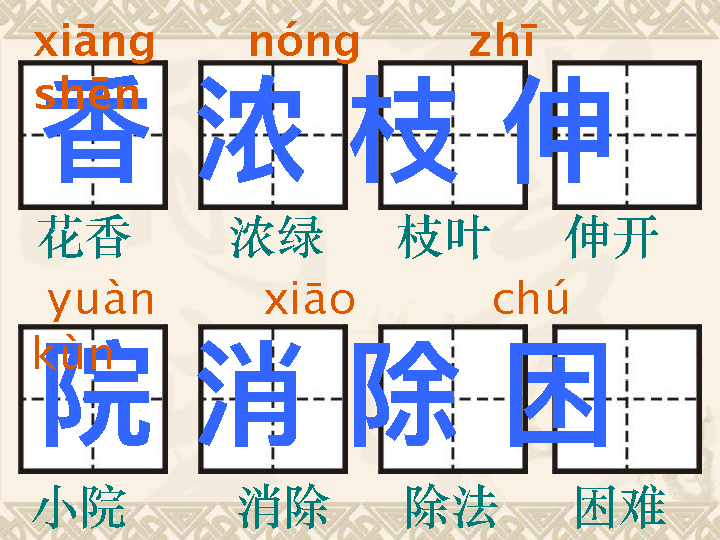 xiāng nóng zhī
shēn
香 浓 枝 伸
花香 浓绿 枝叶 伸开
yuàn xiāo chú
kùn
院 消 除 困
小院 消除 除法 困难